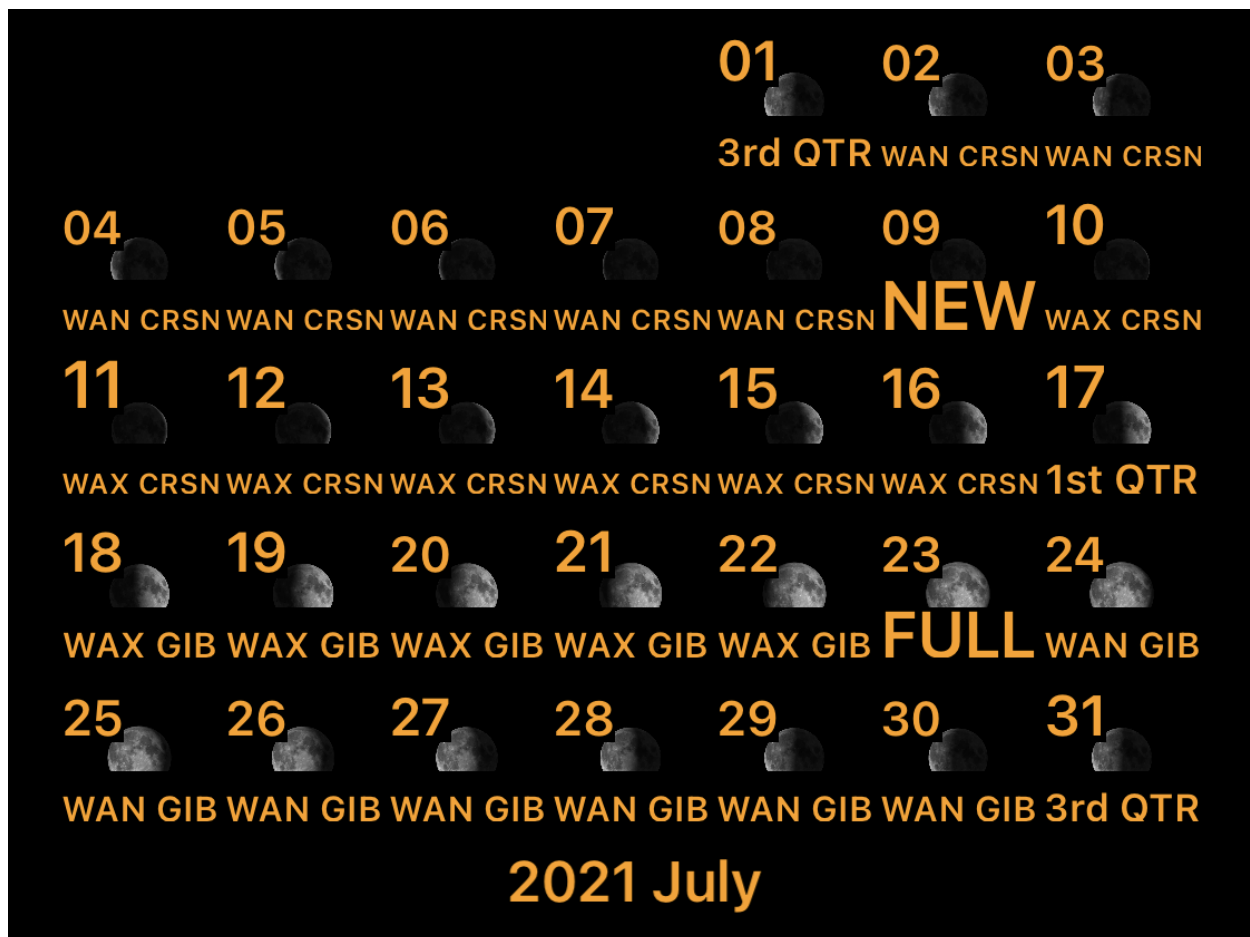 01 02 03
3rd QTR WAN CRSN WAN CRSN
04 05 06 07 08 09 10
WAN CRSN WAN CRSN WAN CRSN WAN CRSN WAN CRSN NEW WAX CRSN
11 12 13 14 15 16 17
WAX CRSN WAX CRSN WAX CRSN WAX CRSN WAX CRSN WAX CRSN 1st QTR
18 19 20 21 22 23 24
WAX GIB WAX GIB WAX GIB WAX GIB WAX GIB FULL WAN GIB
25 26 27 28 29 30 31
WAN GIB WAN GIB WAN GIB WAN GIB WAN GIB WAN GIB 3rd QTR
2021 July